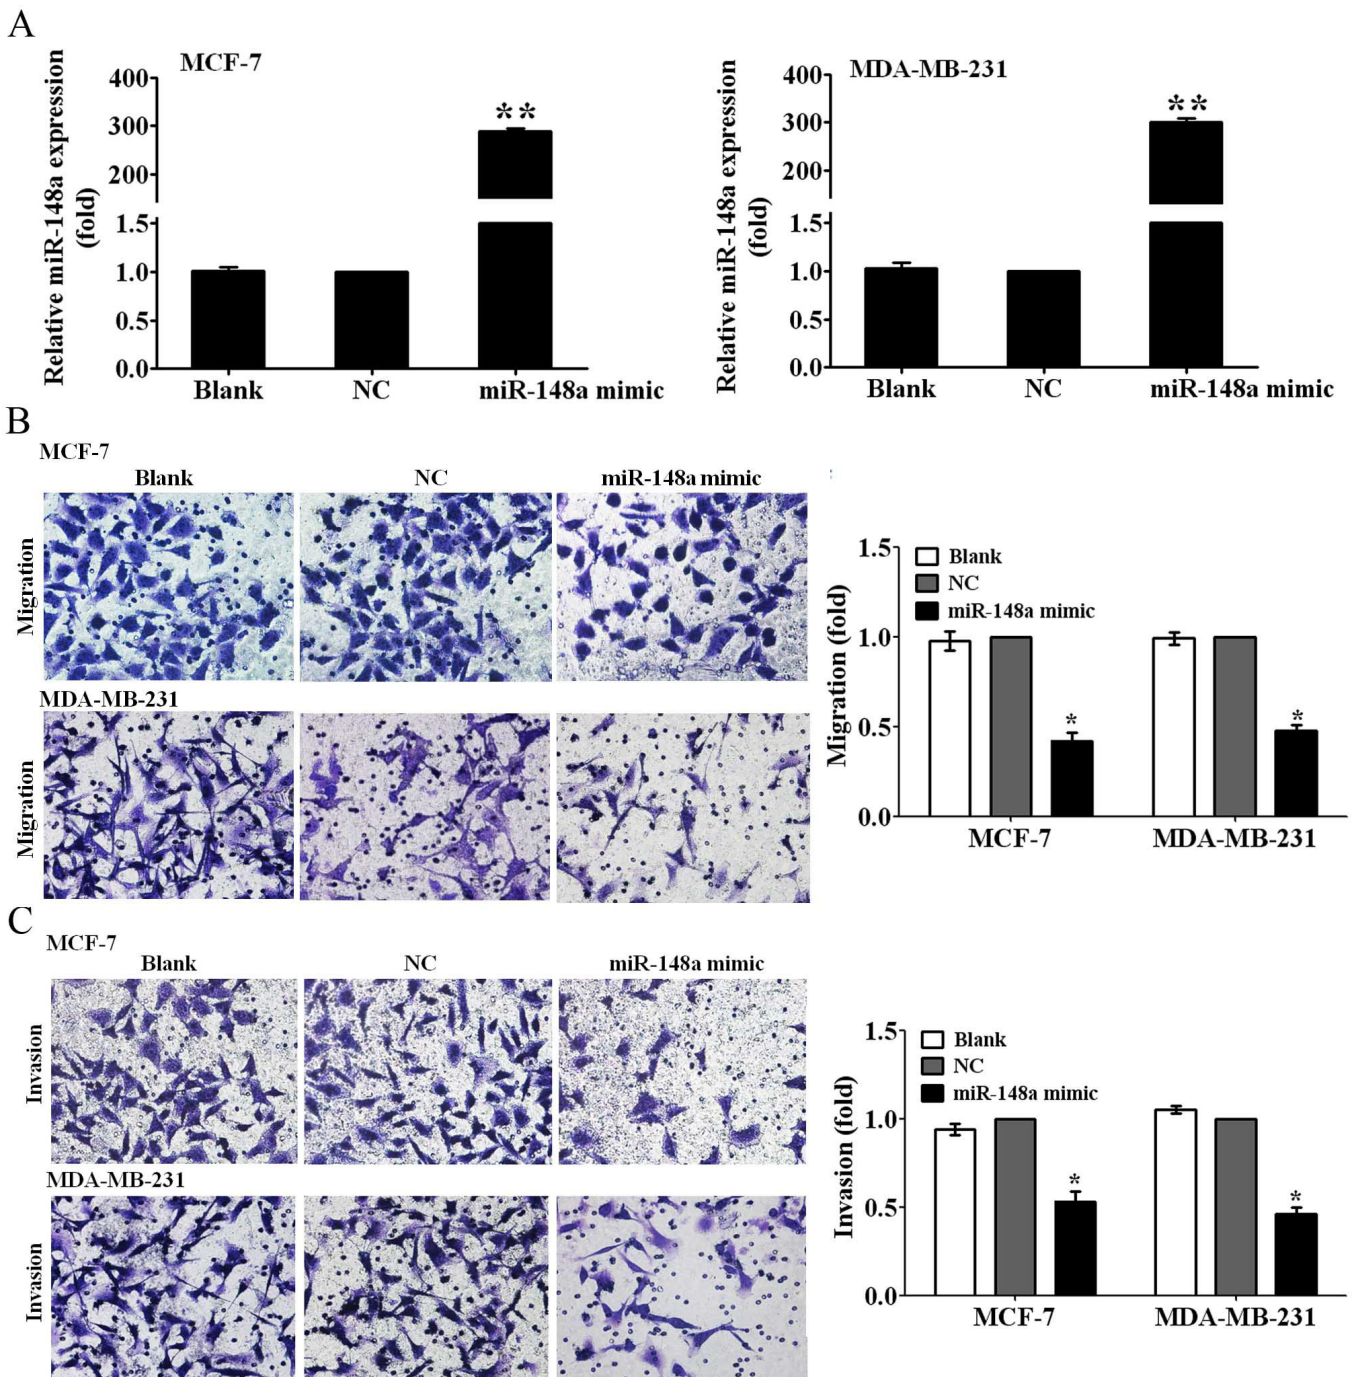 A
MCF-7
Relative miR-148a expression
(fold)
400
300
200
1.5
1.0
0.5
0.0
**
Blank NC miR-148a mimic
MDA-MB-231
Relative miR-148a expression
(fold)
400
300
200
1.5
1.0
0.5
0.0
**
Blank NC miR-148a mimic
B
MCF-7
Blank NC miR-148a mimic
Migration
MDA-MB-231
Migration
Migration (fold)
1.5
1.0
0.5
0.0
Blank
NC
miR-148a mimic
*
*
MCF-7 MDA-MB-231
C
MCF-7
Blank NC miR-148a mimic
Invasion
MDA-MB-231
Invasion
Invasion (fold)
1.5
1.0
0.5
0.0
Blank
NC
miR-148a mimic
*
*
MCF-7 MDA-MB-231